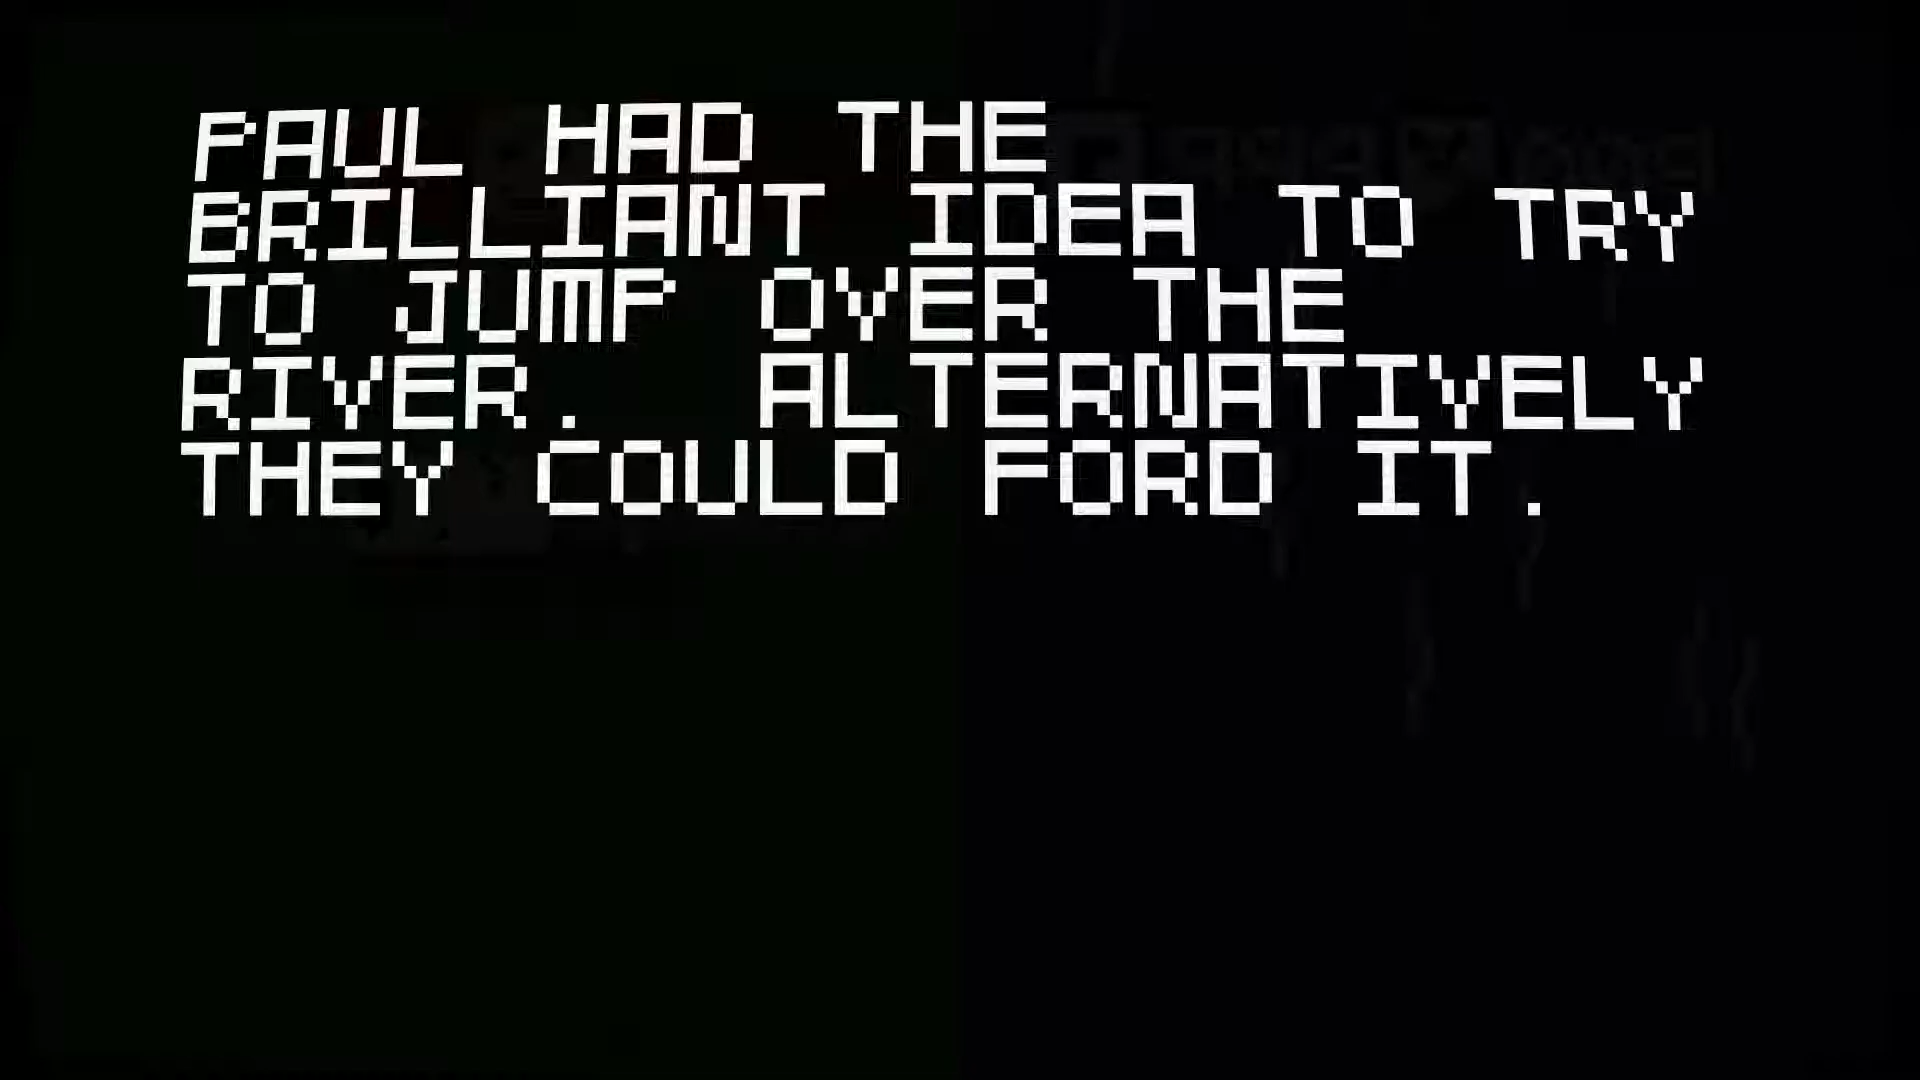 PAUL HAD THE
BRILLIANT IDEA TO TRY
TO JUMP OVER THE
RIVER.  ALTERNATIVELY
THEY COULD FORD IT.